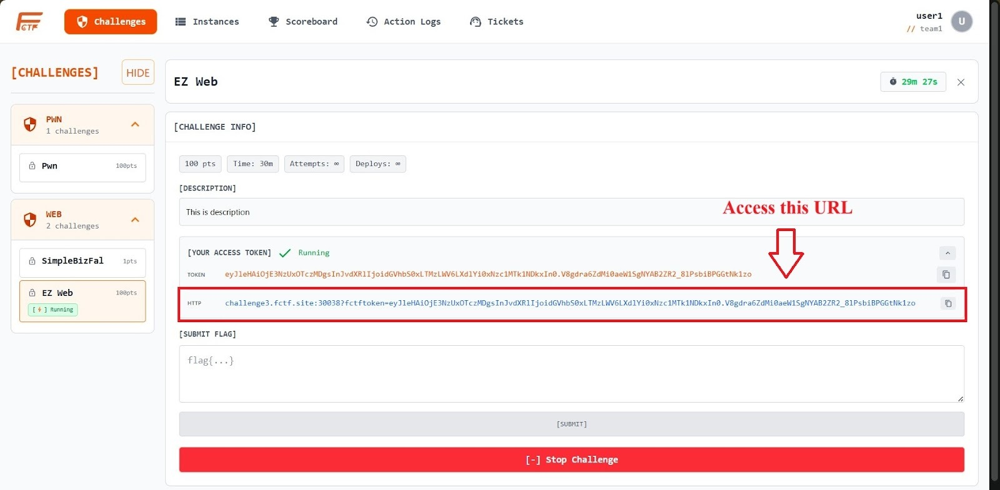 FCTF
Challenges
Instances
Scoreboard
Action Logs
Tickets
user1
// team1
U
[CHALLENGES]
HIDE
PWN
1 challenges
Pwn
100pts
WEB
2 challenges
SimpleBizFal
1pts
EZ Web
100pts
[⚡] Running
EZ Web
29m 27s
[CHALLENGE INFO]
100 pts
Time: 30m
Attempts: ∞
Deploys: ∞
[DESCRIPTION]
This is description
Access this URL
[YOUR ACCESS TOKEN]
Running
TOKEN
eyJleHAiOjE3NzUxOTczMDgsInJvdXRlIjoidGVhbS0xLTMzLWV6LXdlYi0xNzc1MTk1NDkxIn0.V8gdra6ZdMi0aeW1SgNYAB2ZR2_8lPsbiBPGGtNk1zo
HTTP
challenge3.fctf.site:30038?fctftoken=eyJleHAiOjE3NzUxOTczMDgsInJvdXRlIjoidGVhbS0xLTMzLWV6LXdlYi0xNzc1MTk1NDkxIn0.V8gdra6ZdMi0aeW1SgNYAB2ZR2_8lPsbiBPGGtNk1zo
[SUBMIT FLAG]
flag{...}
[SUBMIT]
[-] Stop Challenge